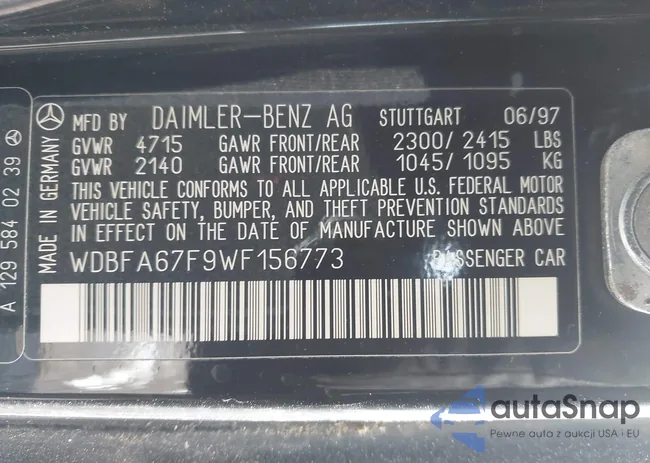 MFD BY DAIMLER-BENZ AG STUTTGART 06/97
GVWR 4715 GAWR FRONT/REAR 2300/2415 LBS
GVWR 2140 GAWR FRONT/REAR 1045/1095 KG
THIS VEHICLE CONFORMS TO ALL APPLICABLE U.S. FEDERAL MOTOR
VEHICLE SAFETY, BUMPER, AND THEFT PREVENTION STANDARDS
IN EFFECT ON THE DATE OF MANUFACTURE SHOWN ABOVE
WDBFA67F9WF156773 PASSENGER CAR
MADE IN GERMANY
A 129 584 02 39
autaSnap
Pewne auta z aukcji USA i EU